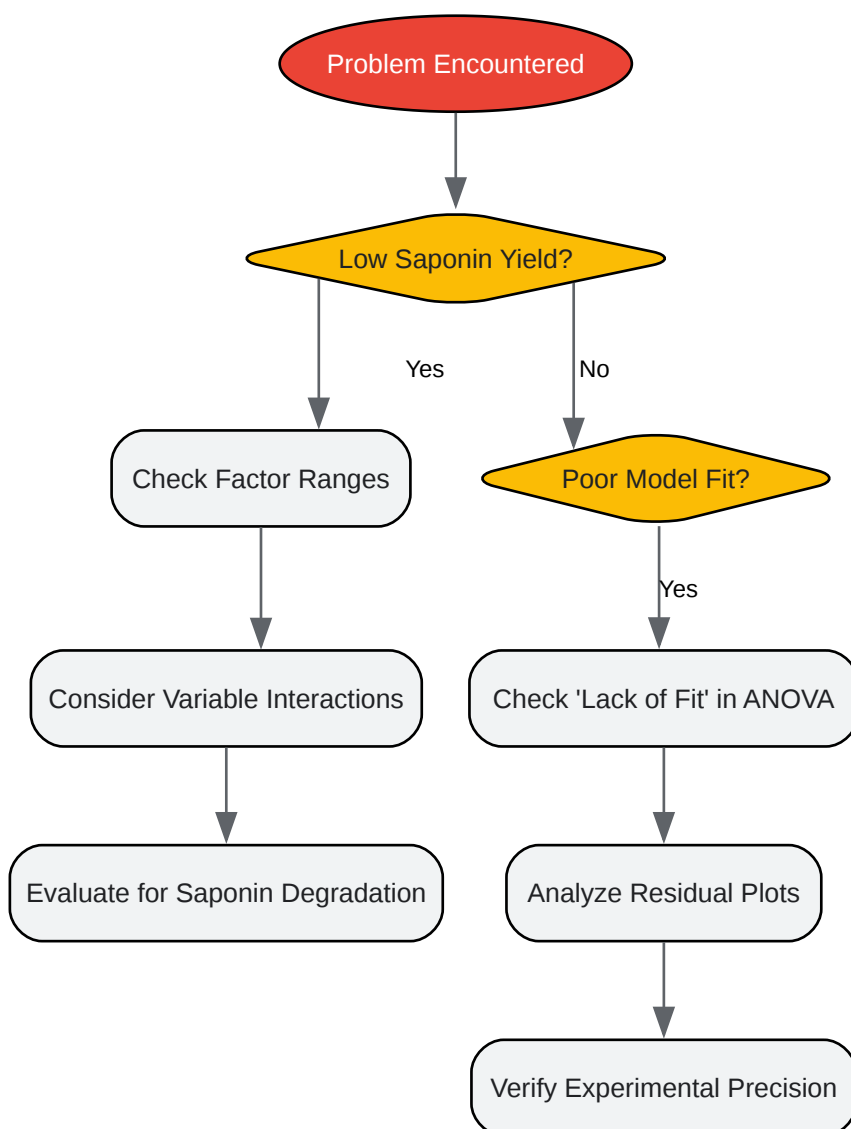 Problem Encountered
Low Saponin Yield?
Yes
No
Check Factor Ranges
Poor Model Fit?
Yes
Consider Variable Interactions
Check 'Lack of Fit' in ANOVA
Evaluate for Saponin Degradation
Analyze Residual Plots
Verify Experimental Precision